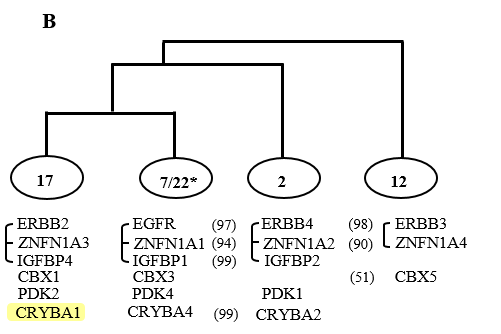 B
17 7/22* 2 12
ERBB2 EGFR (97) ERBB4 (98) ERBB3
ZNFN1A3 ZNFN1A1 (94) ZNFN1A2 (90) ZNFN1A4
IGFBP4 IGFBP1 (99) IGFBP2
CBX1 CBX3 (51) CBX5
PDK2 PDK4 PDK1
CRYBA1 CRYBA4 (99) CRYBA2